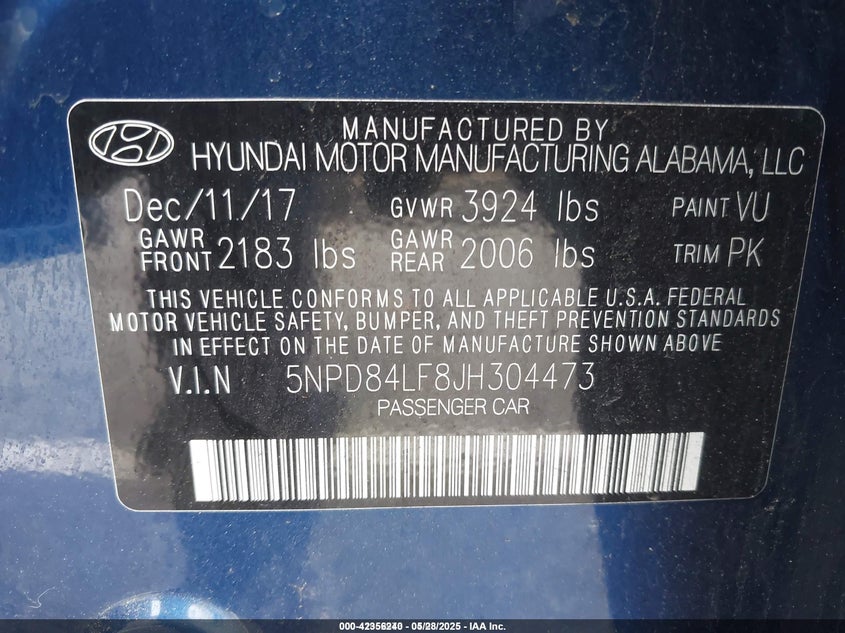 MANUFACTURED BY
HYUNDAI MOTOR MANUFACTURING ALABAMA, LLC
Dec/11/17 GVWR 3924 lbs PAINT VU
GAWR FRONT 2183 lbs GAWR REAR 2006 lbs TRIM PK
THIS VEHICLE CONFORMS TO ALL APPLICABLE U.S.A. FEDERAL
MOTOR VEHICLE SAFETY, BUMPER, AND THEFT PREVENTION STANDARDS
IN EFFECT ON THE DATE OF MANUFACTURE SHOWN ABOVE
V.I.N 5NPD84LF8JH304473
PASSENGER CAR
- IAA Inc.